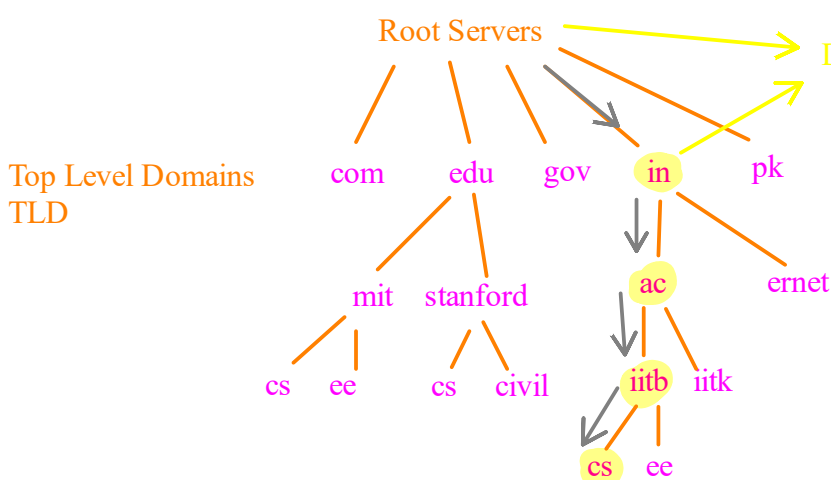 Root Servers
com edu gov in pk
Top Level Domains
TLD
mit stanford ac ernet
cs ee cs civil iitb iitk
cs ee